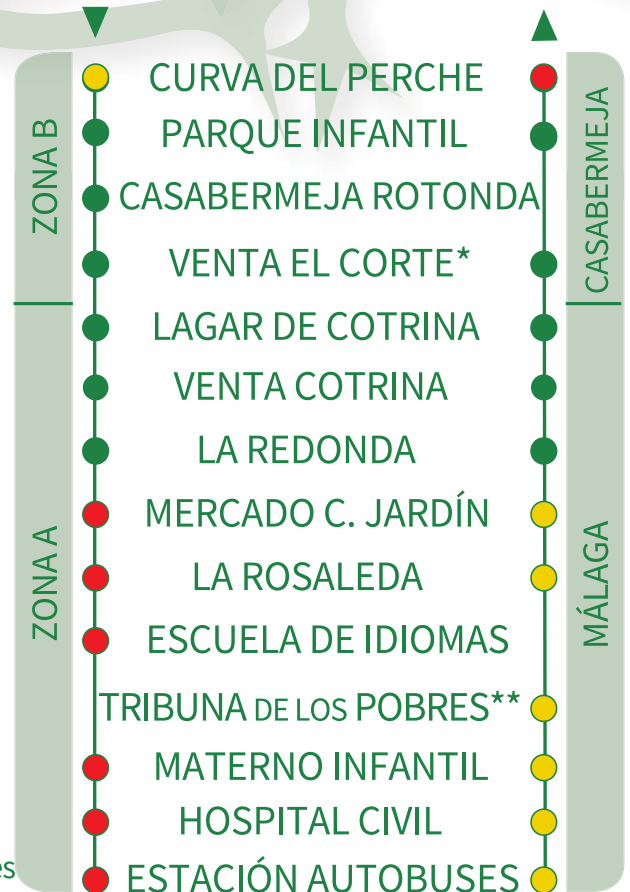 CURVA DEL PERCHE
PARQUE INFANTIL
CASABERMEJA ROTONDA
VENTA EL CORTE*
LAGAR DE COTRINA
VENTA COTRINA
LA REDONDA
MERCADO C. JARDÍN
LA ROSALEDA
ESCUELA DE IDIOMAS
TRIBUNA DE LOS POBRES**
MATERNO INFANTIL
HOSPITAL CIVIL
ESTACIÓN AUTOBUSES
ZONA B
ZONA A
CASABERMEJA
MÁLAGA